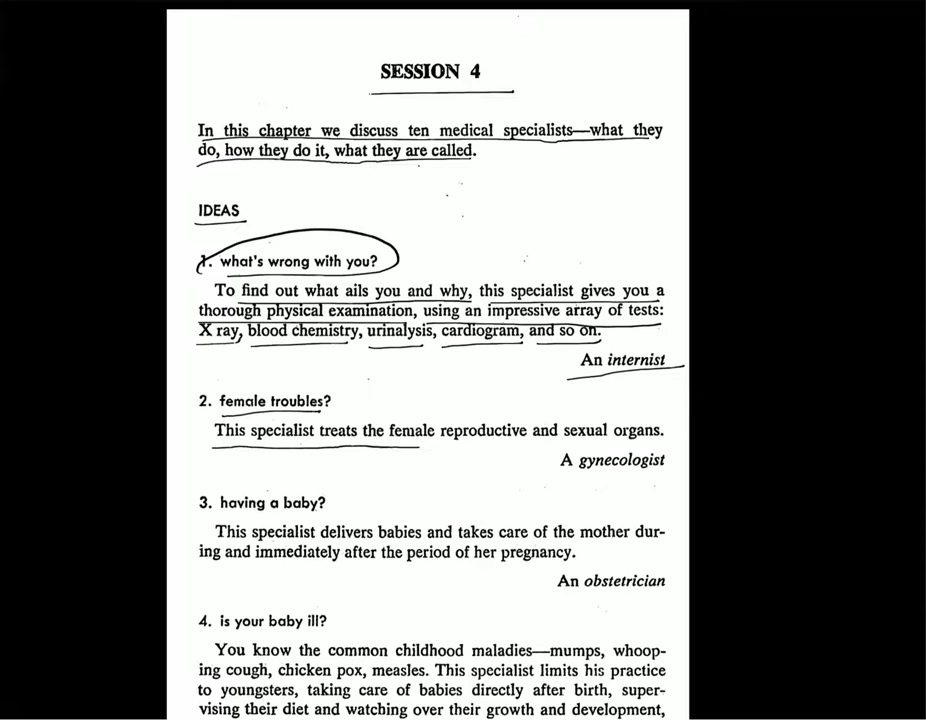 SESSION 4
In this chapter we discuss ten medical specialists—what they
do, how they do it, what they are called.
IDEAS
1. what's wrong with you?
To find out what ails you and why, this specialist gives you a
thorough physical examination, using an impressive array of tests:
X ray, blood chemistry, urinalysis, cardiogram, and so on.
An internist
2. female troubles?
This specialist treats the female reproductive and sexual organs.
A gynecologist
3. having a baby?
This specialist delivers babies and takes care of the mother dur-
ing and immediately after the period of her pregnancy.
An obstetrician
4. is your baby ill?
You know the common childhood maladies—mumps, whoop-
ing cough, chicken pox, measles. This specialist limits his practice
to youngsters, taking care of babies directly after birth, super-
vising their diet and watching over their growth and development,